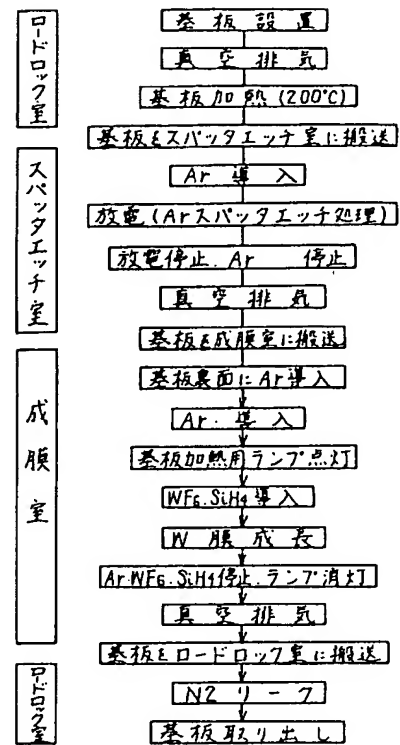 ロードロック室
基板設置
真空排気
基板加熱(200℃)
基板をスパッタエッチ室に搬送
スパッタエッチ室
Ar 導入
放電(Arスパッタエッチ処理)
放電停止.Ar 停止
真空排気
基板を成膜室に搬送
成膜室
基板裏面にAr導入
Ar.導入
基板加熱用ランプ点灯
WF6.SiH4導入
W膜成長
Ar.WF6.SiH4停止.ランプ消灯
真空排気
基板をロードロック室に搬送
ロードロック室
N2リーク
基板取り出し